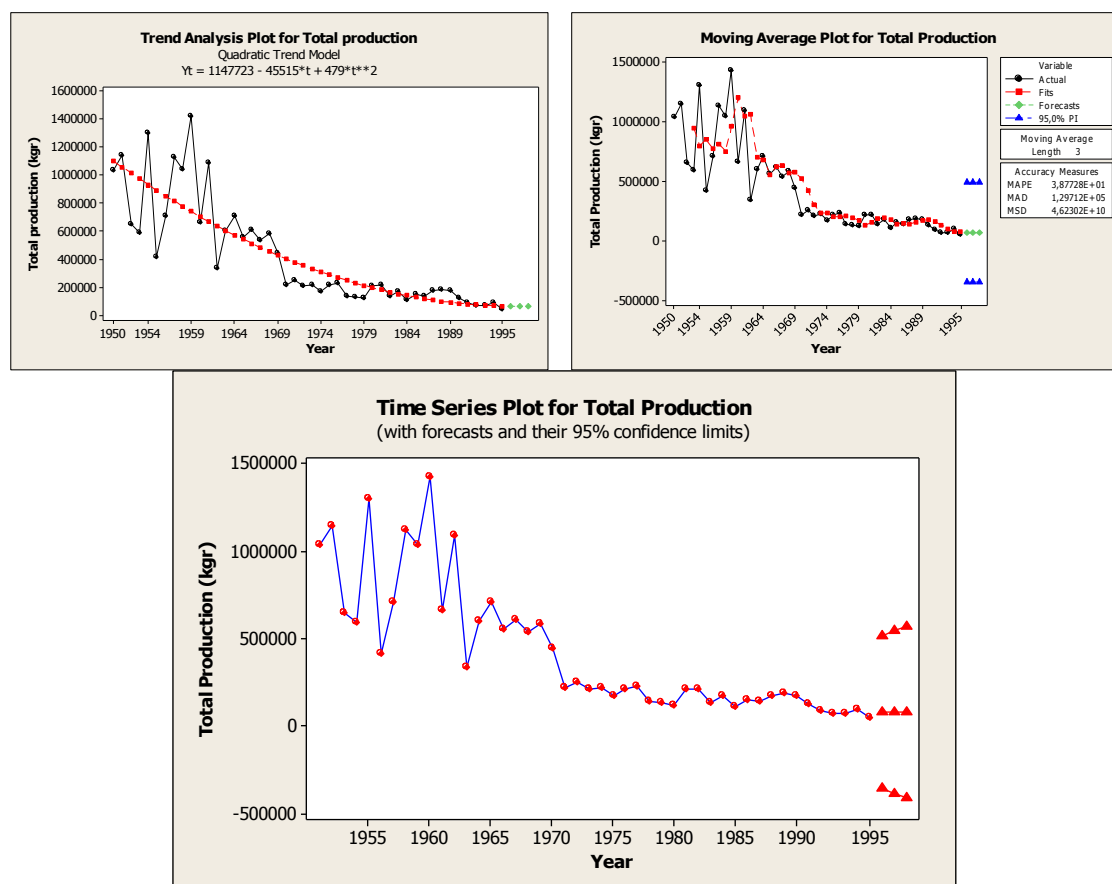 Trend Analysis Plot for Total production
Quadratic Trend Model
Yt = 1147723 - 45515*t + 479*t**2
1600000
1400000
1200000
1000000
800000
600000
400000
200000
0
Total production (kgr)
1950 1954 1959 1964 1969 1974 1979 1984 1989 1995
Year
Moving Average Plot for Total Production
1500000
1000000
500000
0
-500000
Total Production (kgr)
1950 1954 1959 1964 1969 1974 1979 1984 1989 1995
Year
Variable
Actual
Fits
Forecasts
95,0% PI
Moving Average
Length 3
Accuracy Measures
MAPE 3,87728E+01
MAD 1,29712E+05
MSD 4,62302E+10
Time Series Plot for Total Production
(with forecasts and their 95% confidence limits)
1500000
1000000
500000
0
-500000
Total Production (kgr)
1955 1960 1965 1970 1975 1980 1985 1990 1995
Year